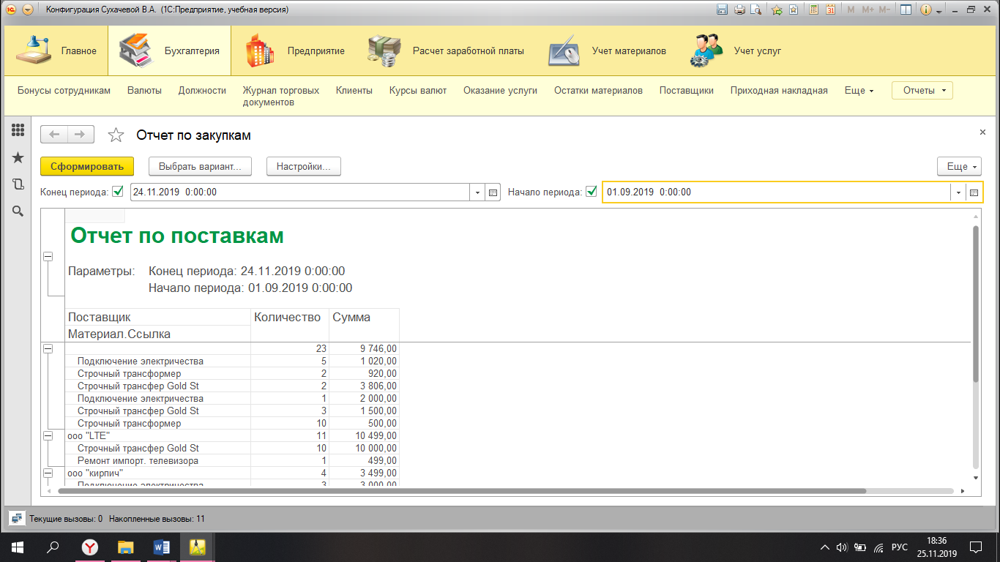 Конфигурация Сухачевой В.А. (1С:Предприятие, учебная версия)
M M+ M-
Главное Бухгалтерия Предприятие Расчет заработной платы Учет материалов Учет услуг
Бонусы сотрудникам Валюты Должности Журнал торговых документов Клиенты Курсы валют Оказание услуги Остатки материалов Поставщики Приходная накладная Еще Отчеты
Отчет по закупкам
Сформировать Выбрать вариант... Настройки... Еще
Конец периода: 24.11.2019 0:00:00 Начало периода: 01.09.2019 0:00:00
Отчет по поставкам
Параметры: Конец периода: 24.11.2019 0:00:00
Начало периода: 01.09.2019 0:00:00
Поставщик Количество Сумма
Материал.Ссылка
23 9 746,00
Подключение электричества 5 1 020,00
Строчный трансформер 2 920,00
Строчный трансфер Gold St 2 3 806,00
Подключение электричества 1 2 000,00
Строчный трансфер Gold St 3 1 500,00
Строчный трансформер 10 500,00
ооо "LTE" 11 10 499,00
Строчный трансфер Gold St 10 10 000,00
Ремонт импорт. телевизора 1 499,00
ооо "кирпич" 4 3 499,00
Подключение электричества 3 3 000,00
Текущие вызовы: 0 Накопленные вызовы: 11
РУС
18:36
25.11.2019